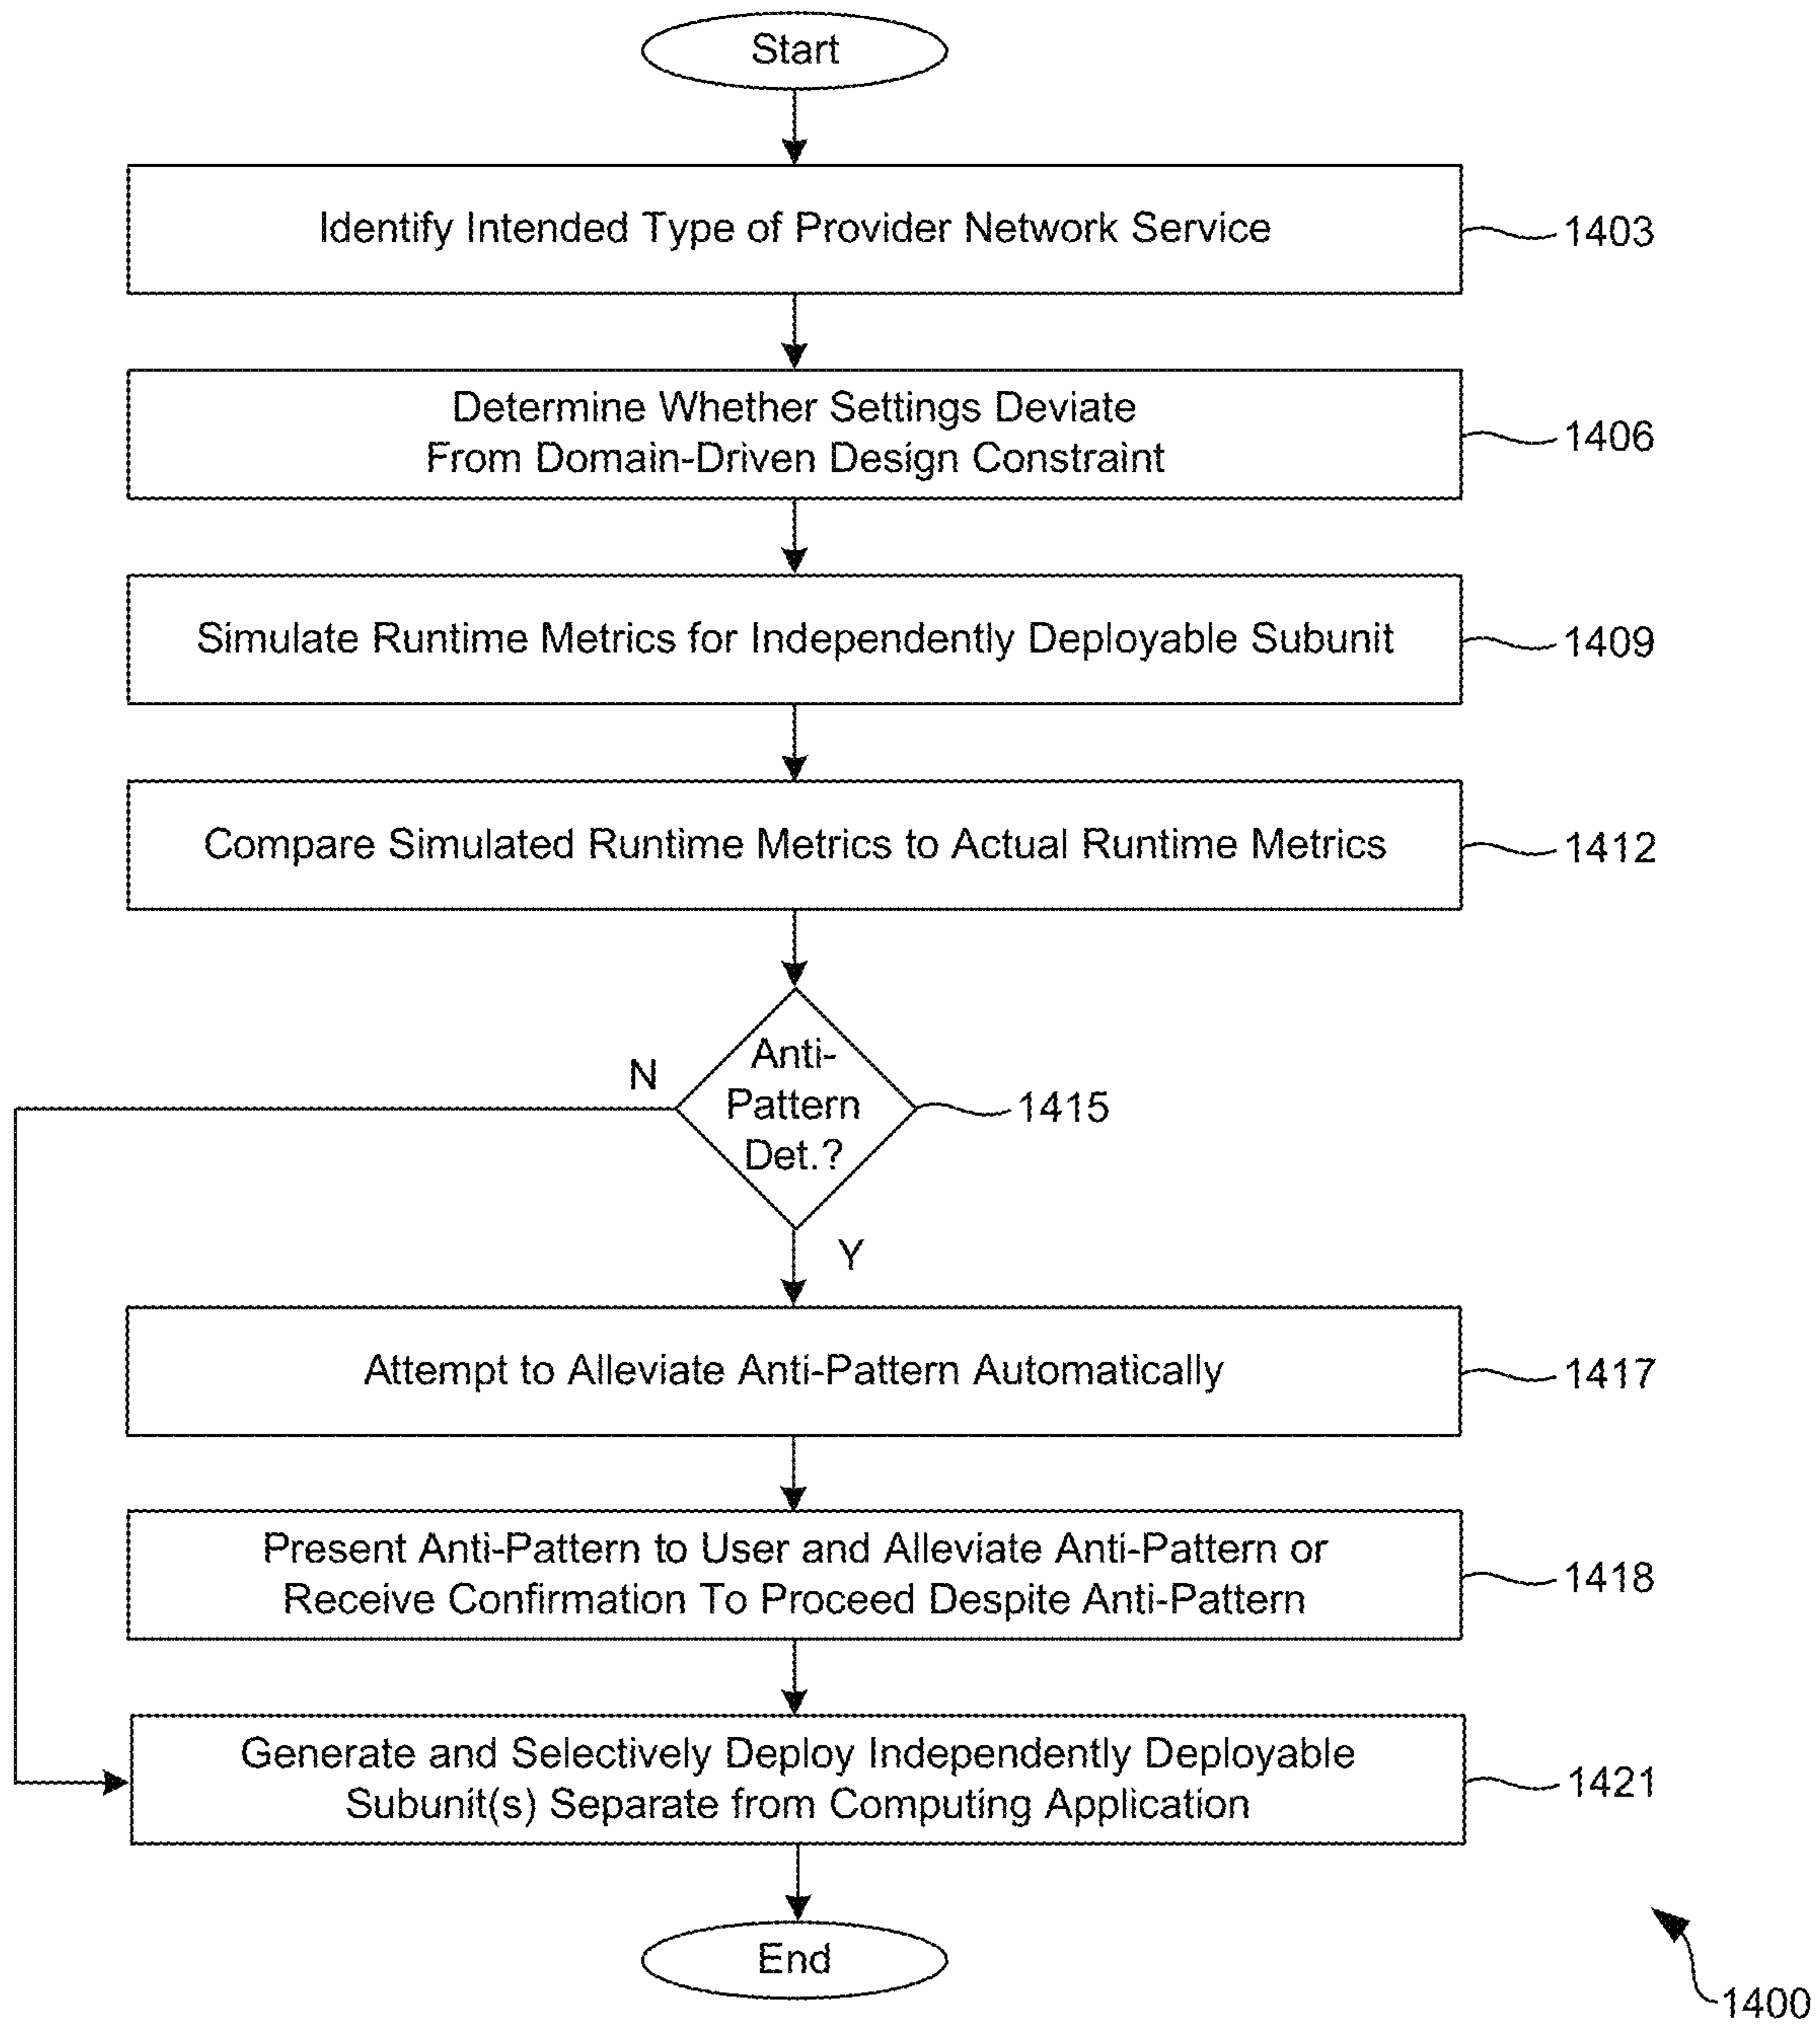 Start
Identify Intended Type of Provider Network Service
1403
Determine Whether Settings Deviate
From Domain-Driven Design Constraint
1406
Simulate Runtime Metrics for Independently Deployable Subunit
1409
Compare Simulated Runtime Metrics to Actual Runtime Metrics
1412
N
Anti-
Pattern
Det.?
1415
Y
Attempt to Alleviate Anti-Pattern Automatically
1417
Present Anti-Pattern to User and Alleviate Anti-Pattern or
Receive Confirmation To Proceed Despite Anti-Pattern
1418
Generate and Selectively Deploy Independently Deployable
Subunit(s) Separate from Computing Application
1421
End
1400